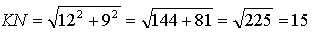 KN = √(12² + 9²) = √(144 + 81) = √225 = 15